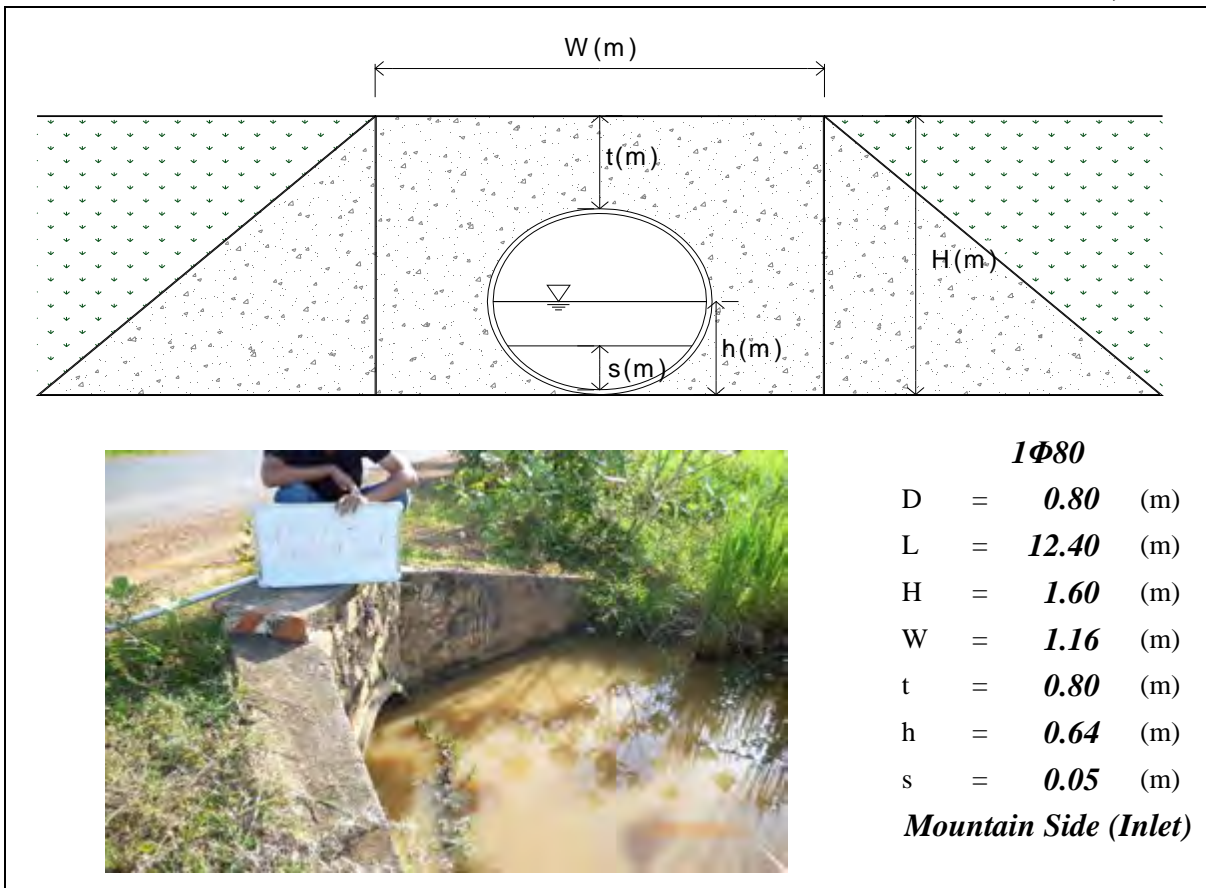 W(m)
t(m)
H(m)
h(m)
s(m)
1Φ80
D = 0.80 (m)
L = 12.40 (m)
H = 1.60 (m)
W = 1.16 (m)
t = 0.80 (m)
h = 0.64 (m)
s = 0.05 (m)
Mountain Side (Inlet)